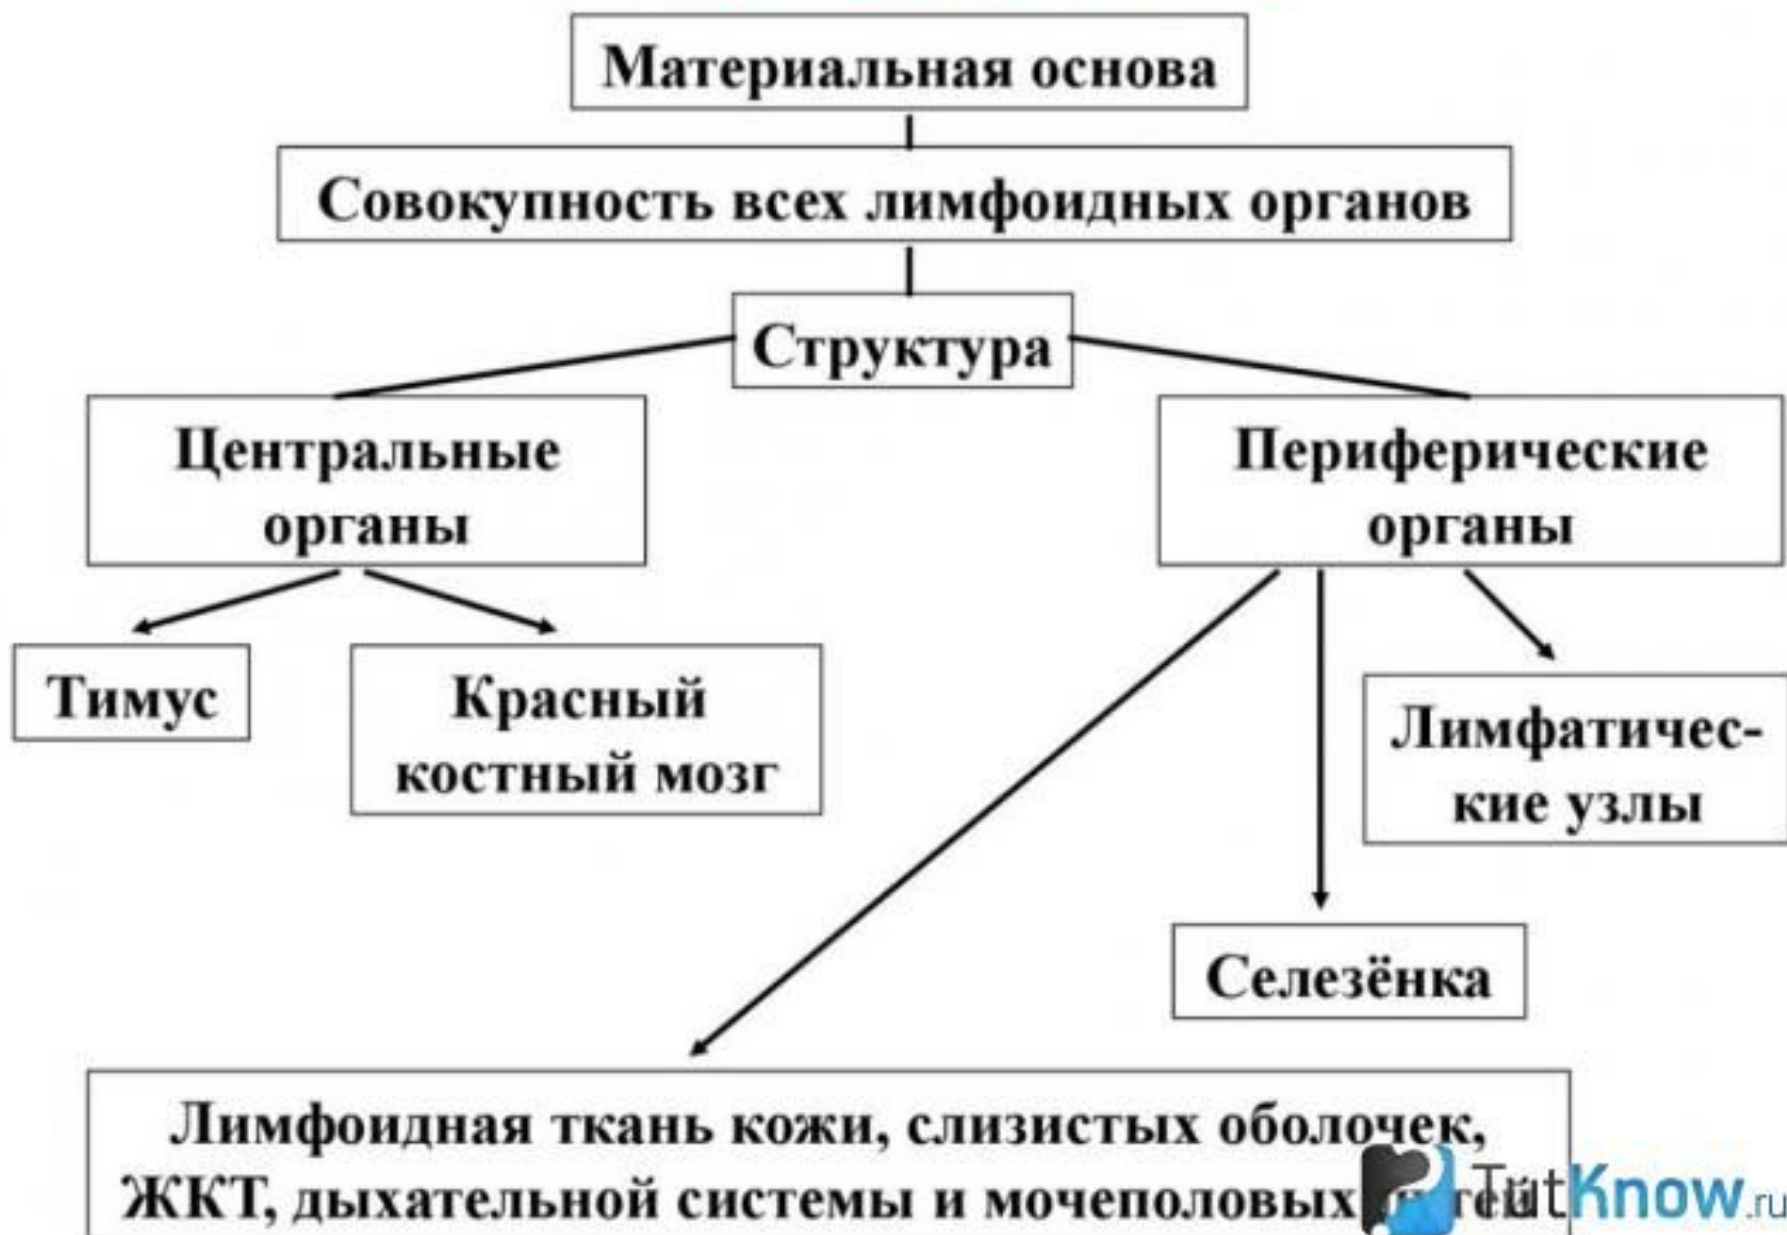 Материальная основа
Совокупность всех лимфоидных органов
Структура
Центральные
органы
Периферические
органы
Тимус
Красный
костный мозг
Лимфатичес-
кие узлы
Селезёнка
Лимфоидная ткань кожи, слизистых оболочек,
ЖКТ, дыхательной системы и мочеполовых
TutKnow.ru